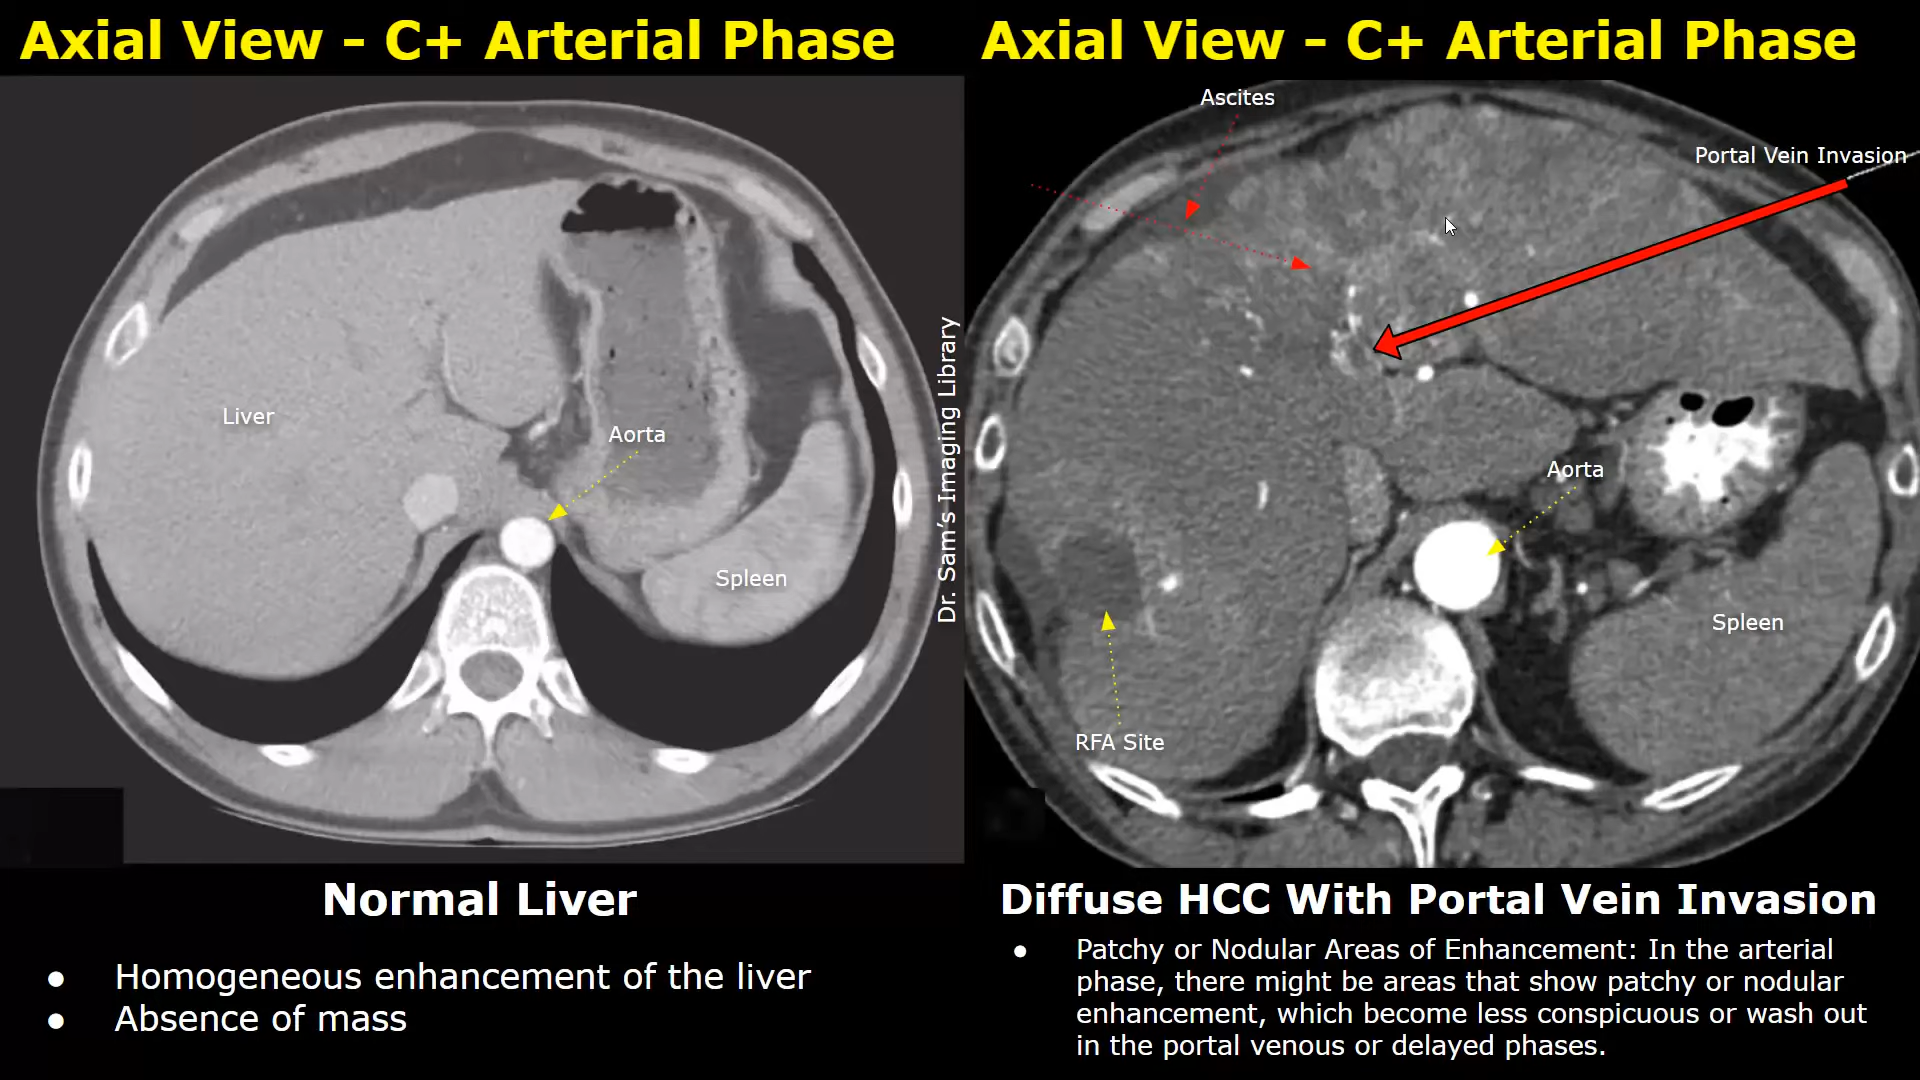 Axial View - C+ Arterial Phase
Liver
Aorta
Spleen
Dr. Sam's Imaging Library
Normal Liver
● Homogeneous enhancement of the liver
● Absence of mass
Axial View - C+ Arterial Phase
Ascites
Portal Vein Invasion
Aorta
Spleen
RFA Site
Diffuse HCC With Portal Vein Invasion
● Patchy or Nodular Areas of Enhancement: In the arterial
phase, there might be areas that show patchy or nodular
enhancement, which become less conspicuous or wash out
in the portal venous or delayed phases.